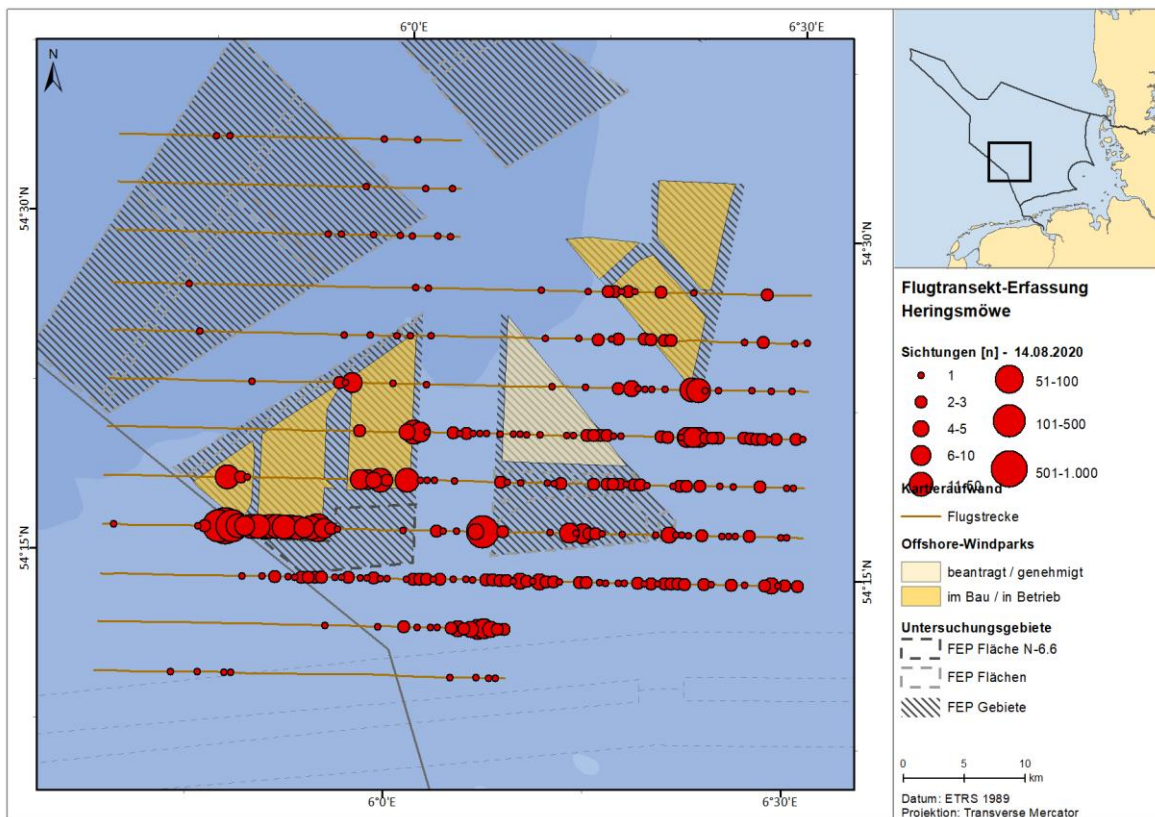 6°0'E
6°30'E
N
54°30'N
54°30'N
54°15'N
54°15'N
6°0'E
6°30'E
Flugtransekt-Erfassung
Heringsmöwe
Sichtungen [n] - 14.08.2020
1
51-100
2-3
4-5
101-500
6-10
501-1.000
11-50
Kartieraufwand
Flugstrecke
Offshore-Windparks
beantragt / genehmigt
im Bau / in Betrieb
Untersuchungsgebiete
FEP Fläche N-6.6
FEP Flächen
FEP Gebiete
0 5 10
km
Datum: ETRS 1989
Projektion: Transverse Mercator